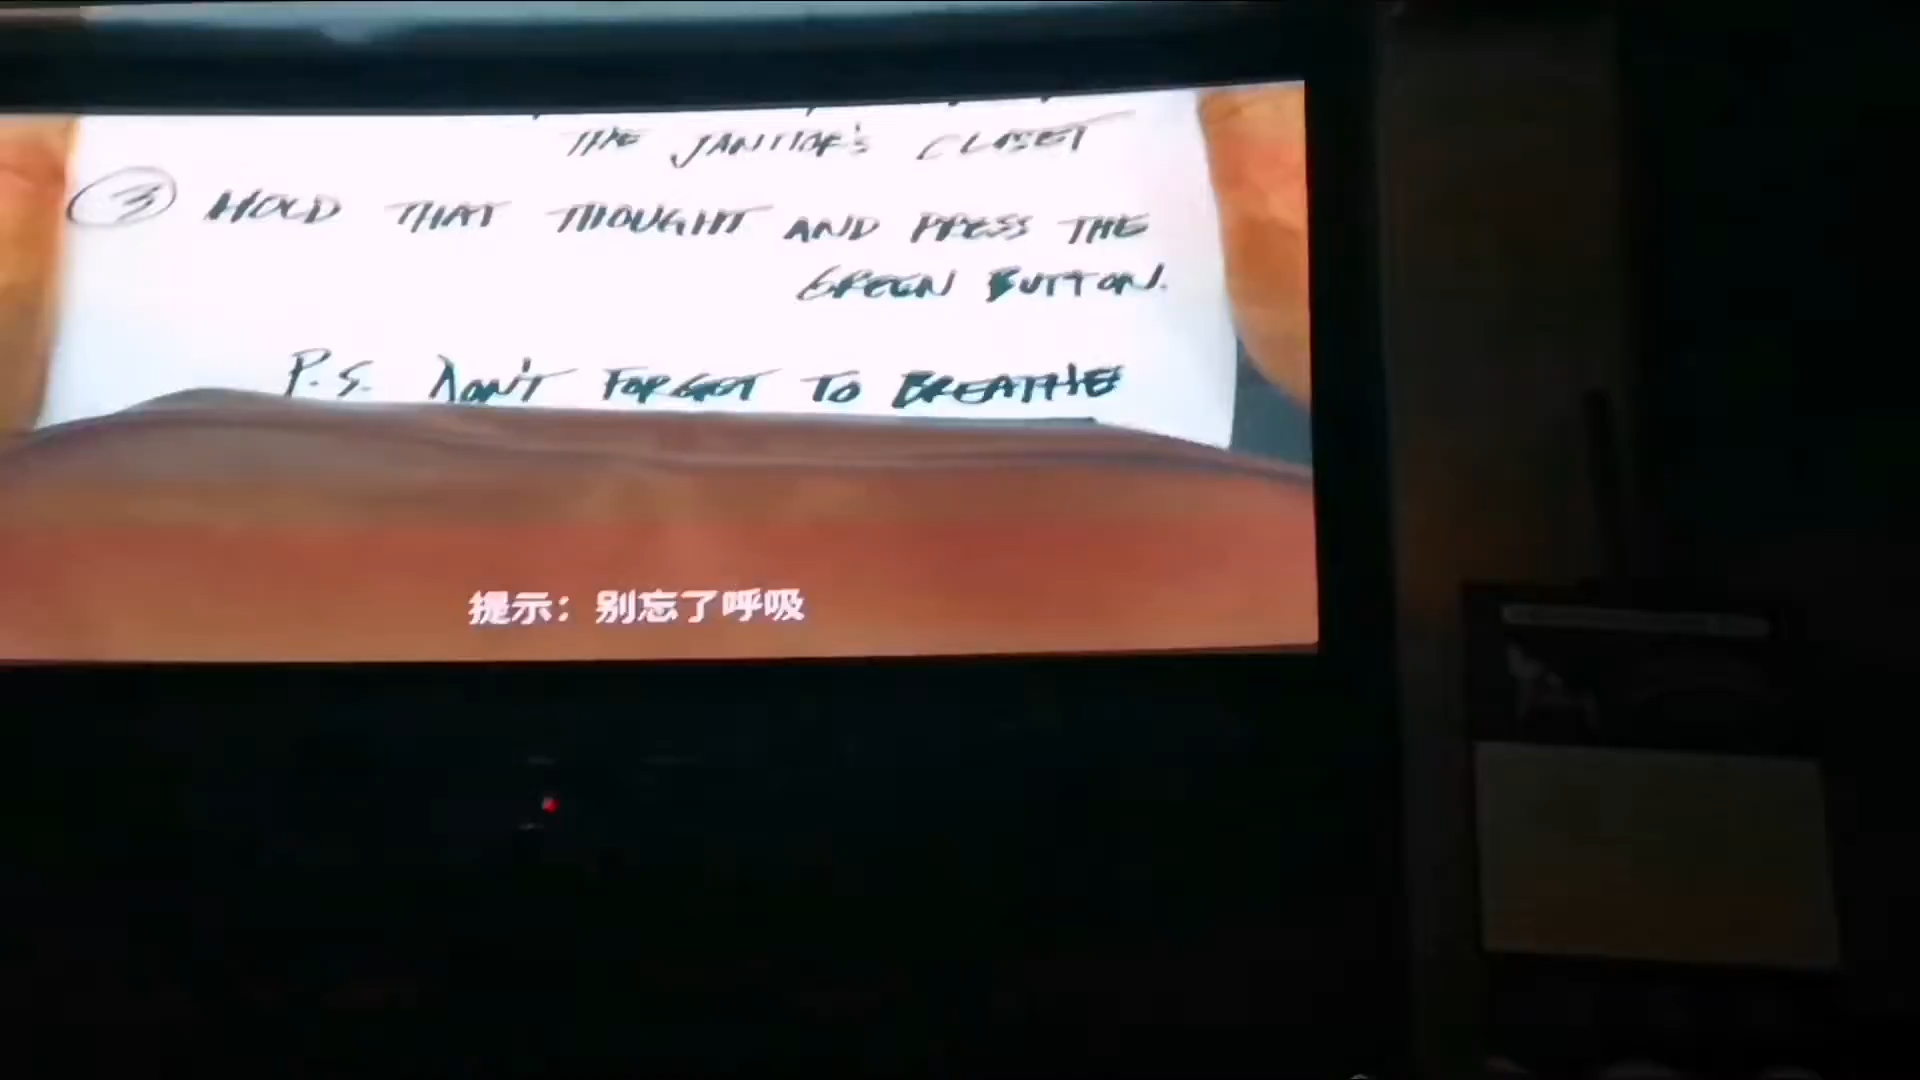 THE JANITOR'S CLOSET
③ HOLD THAT THOUGHT AND PRESS THE
GREEN BUTTON.
P.S. DON'T FORGET TO BREATHE
提示：别忘了呼吸